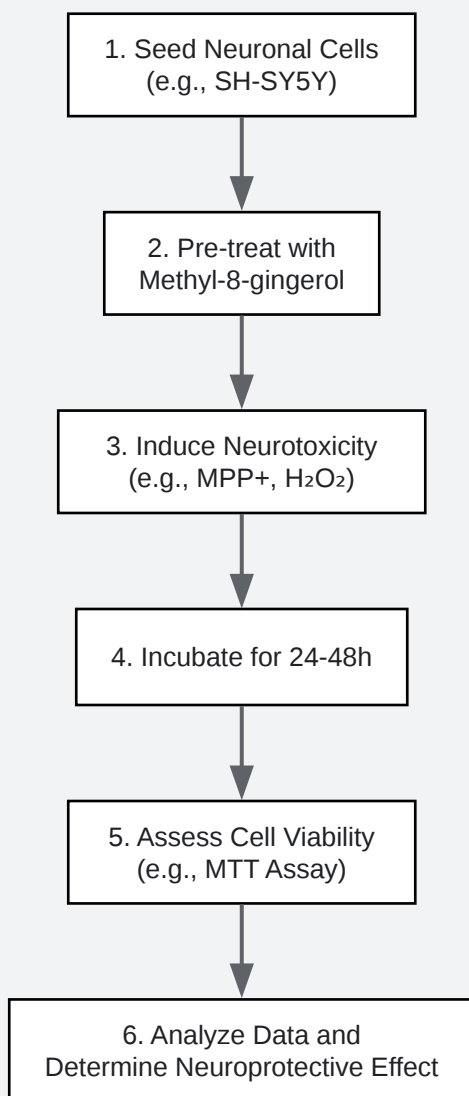 1. Seed Neuronal Cells
(e.g., SH-SY5Y)
2. Pre-treat with
Methyl-8-gingerol
3. Induce Neurotoxicity
(e.g., MPP+, H₂O₂)
4. Incubate for 24-48h
5. Assess Cell Viability
(e.g., MTT Assay)
6. Analyze Data and
Determine Neuroprotective Effect